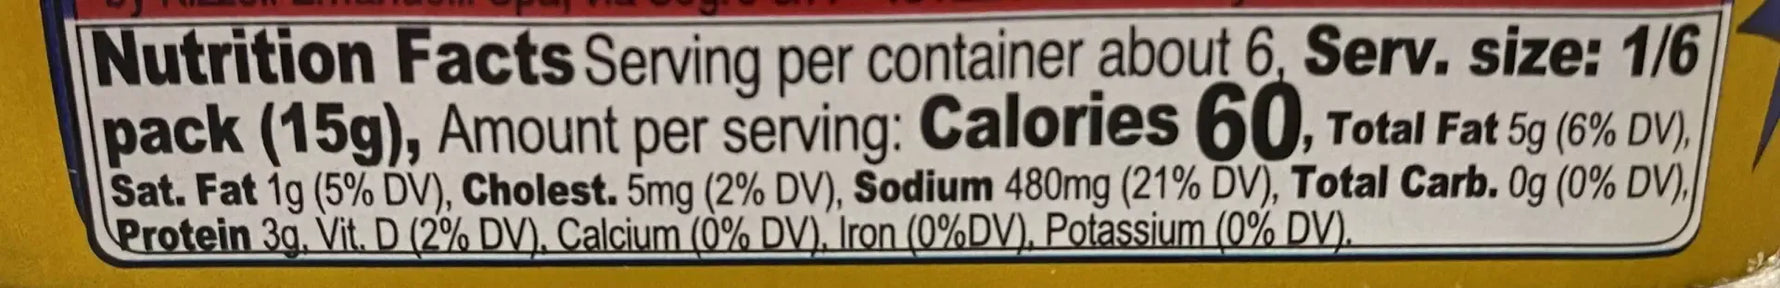 Nutrition Facts Serving per container about 6, Serv. size: 1/6
pack (15g), Amount per serving: Calories 60, Total Fat 5g (6% DV),
Sat. Fat 1g (5% DV), Cholest. 5mg (2% DV), Sodium 480mg (21% DV), Total Carb. 0g (0% DV),
Protein 3g, Vit. D (2% DV), Calcium (0% DV), Iron (0%DV), Potassium (0% DV).